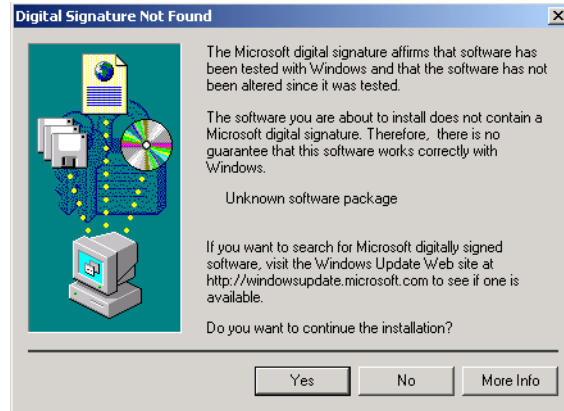 Digital Signature Not Found
The Microsoft digital signature affirms that software has
been tested with Windows and that the software has not
been altered since it was tested.
The software you are about to install does not contain a
Microsoft digital signature. Therefore, there is no
guarantee that this software works correctly with
Windows.
Unknown software package
If you want to search for Microsoft digitally signed
software, visit the Windows Update Web site at
http://windowsupdate.microsoft.com to see if one is
available.
Do you want to continue the installation?
Yes
No
More Info